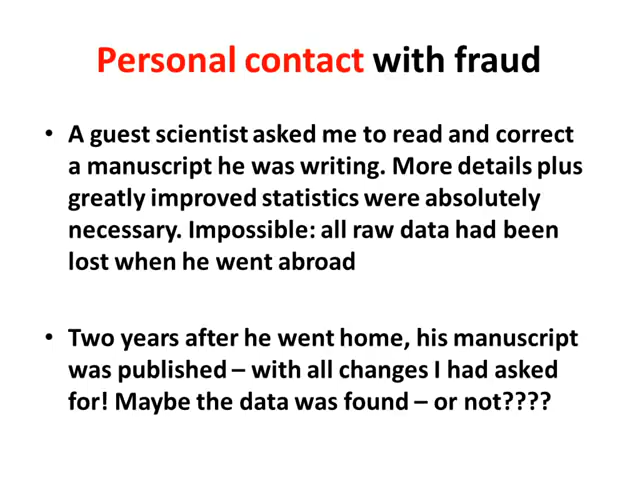 Personal contact with fraud
• A guest scientist asked me to read and correct
a manuscript he was writing. More details plus
greatly improved statistics were absolutely
necessary. Impossible: all raw data had been
lost when he went abroad
• Two years after he went home, his manuscript
was published – with all changes I had asked
for! Maybe the data was found – or not????